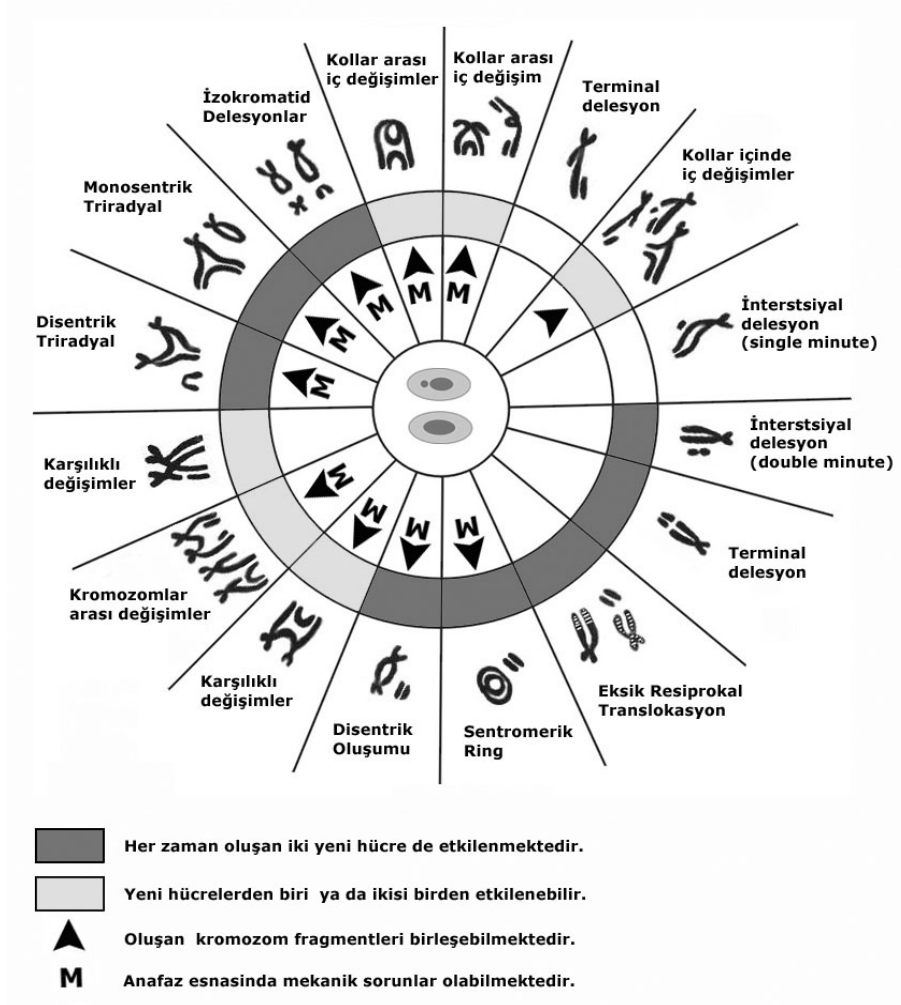 Kollar arası
iç değişimler
Kollar arası
iç değişim
Terminal
delesyon
Kollar içinde
iç değişimler
İnterstsiyal
delesyon
(single minute)
İnterstsiyal
delesyon
(double minute)
Terminal
delesyon
Eksik Resiprokal
Translokasyon
Sentromerik
Ring
Disentrik
Oluşumu
Karşılıklı
değişimler
Kromozomlar
arası değişimler
Karşılıklı
değişimler
Disentrik
Triradyal
Monosentrik
Triradyal
İzokromatid
Delesyonlar
M
M
M
M
M
M
M
M
M
Her zaman oluşan iki yeni hücre de etkilenmektedir.
Yeni hücrelerden biri ya da ikisi birden etkilenebilir.
Oluşan kromozom fragmentleri birleşebilmektedir.
M Anafaz esnasinda mekanik sorunlar olabilmektedir.